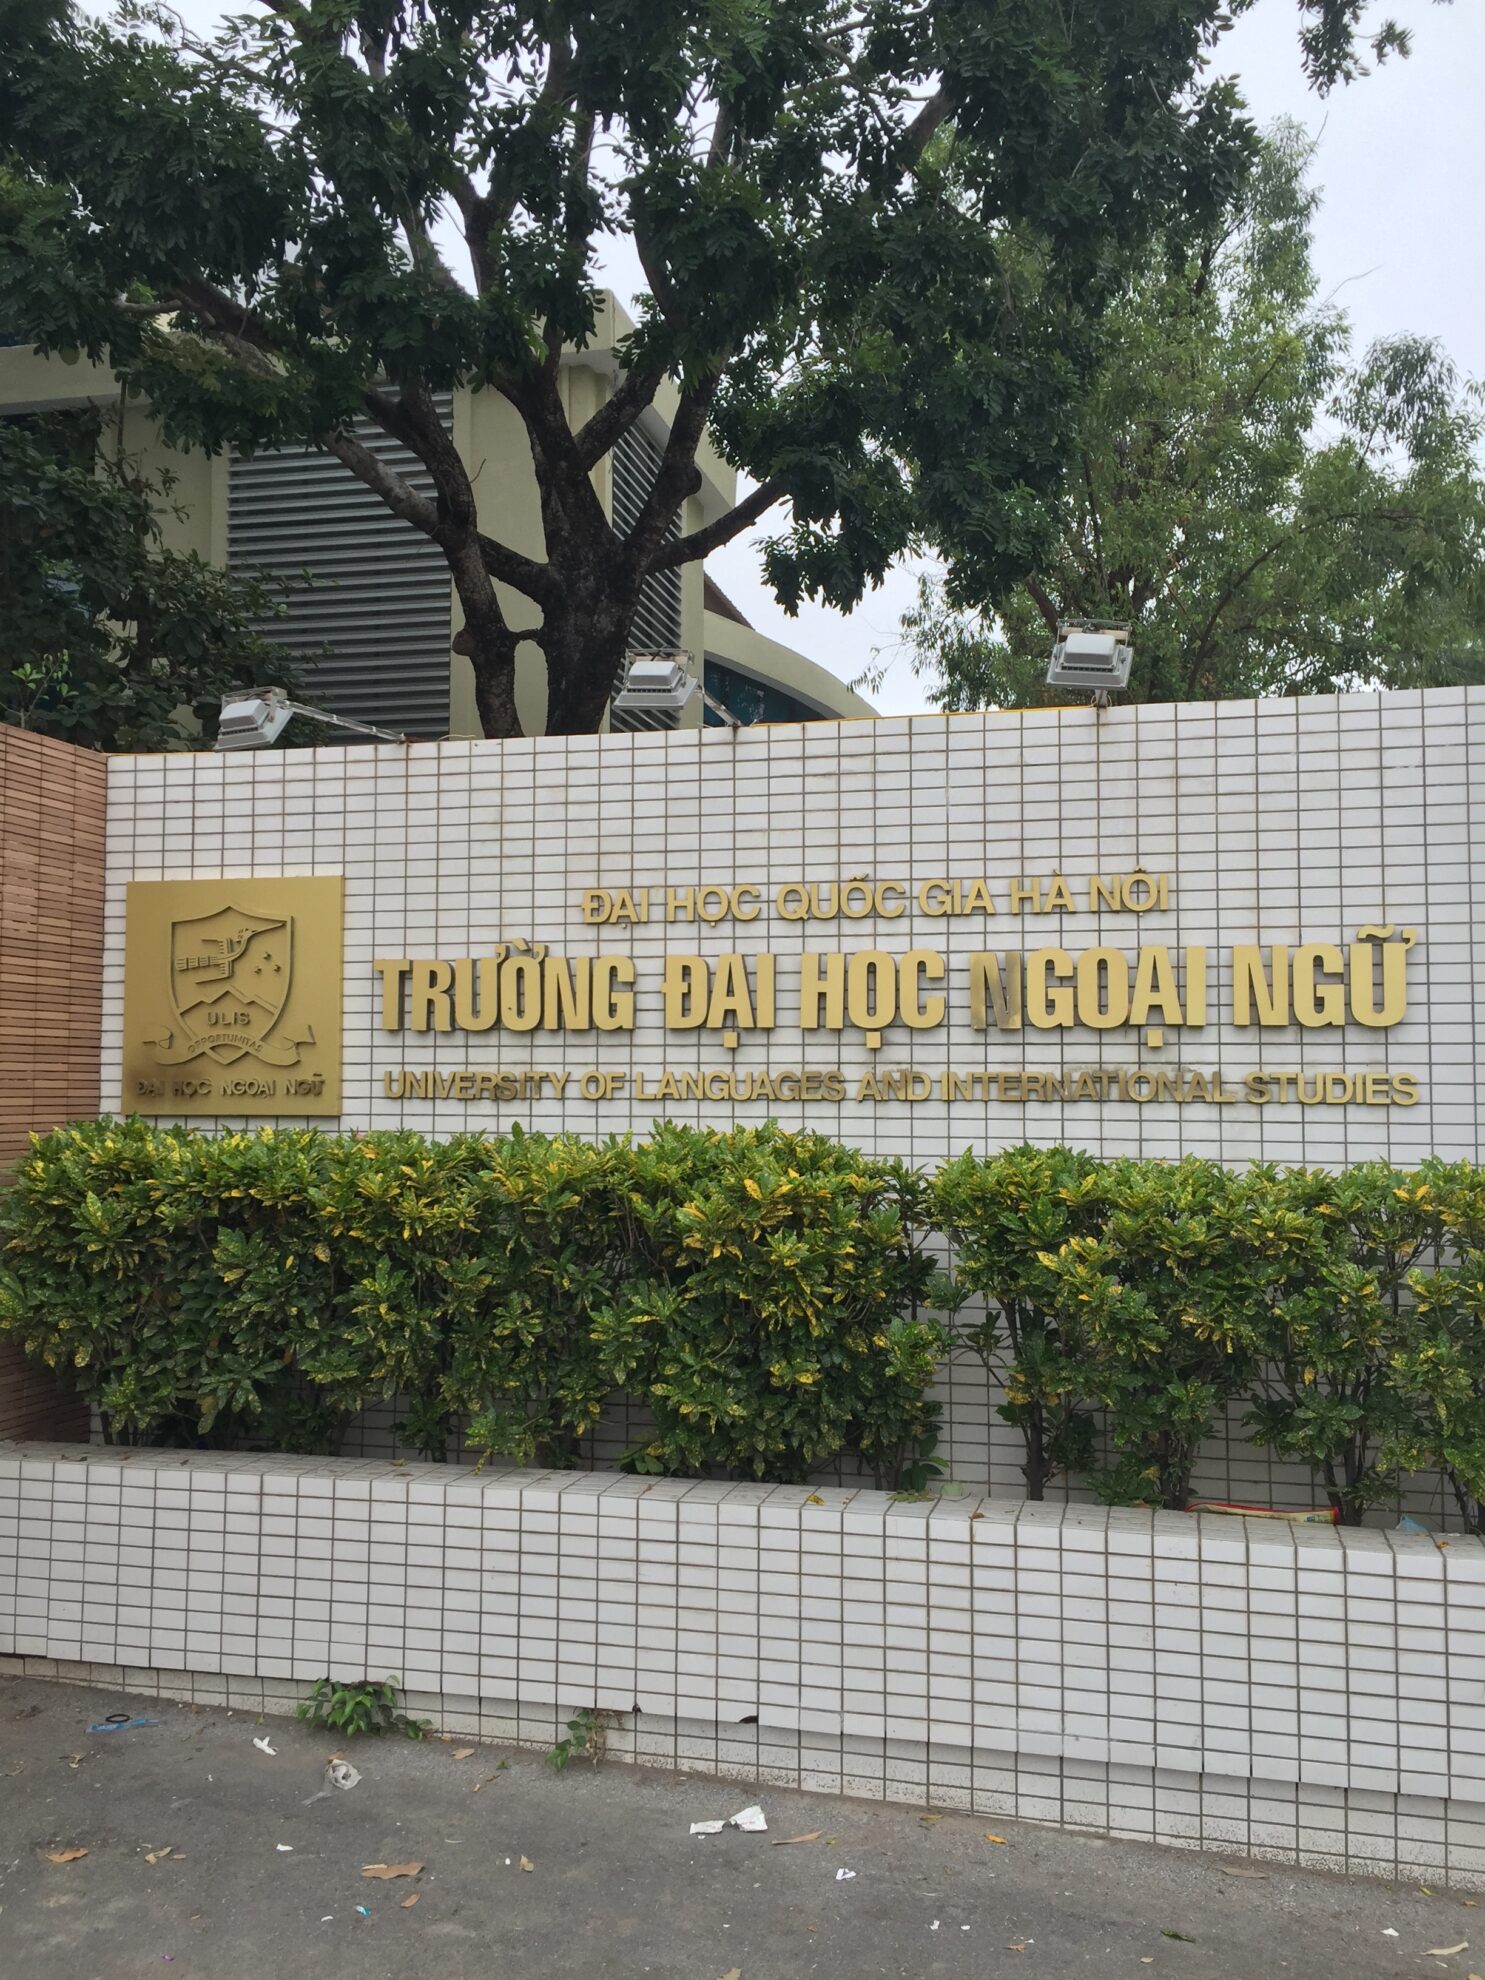 ĐẠI HỌC QUỐC GIA HÀ NỘI
TRƯỜNG ĐẠI HỌC NGOẠI NGỮ
UNIVERSITY OF LANGUAGES AND INTERNATIONAL STUDIES
ULIS
OPPORTUNITAS
ĐẠI HỌC NGOẠI NGỮ